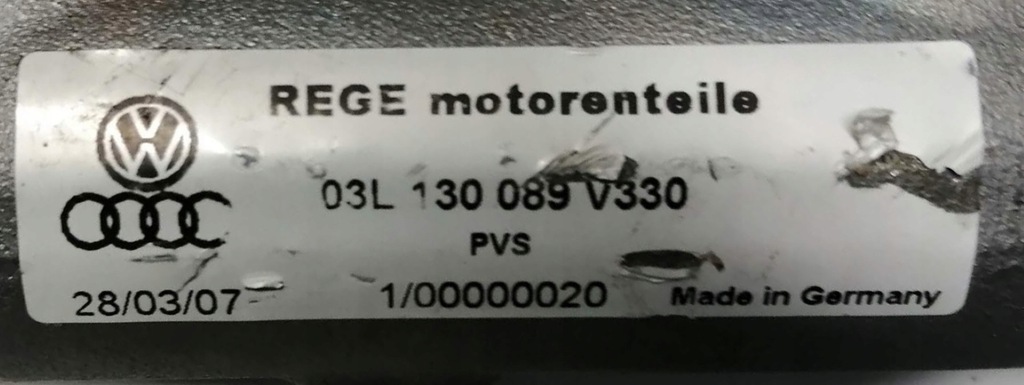 REGE motorenteile
03L 130 089 V330
PVS
28/03/07 1/00000020 Made in Germany